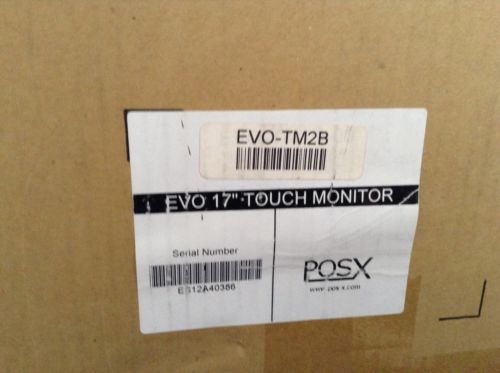 EVO-TM2B
EVO 17" TOUCH MONITOR
Serial Number
ES12A40386
POSX
www.pos-x.com